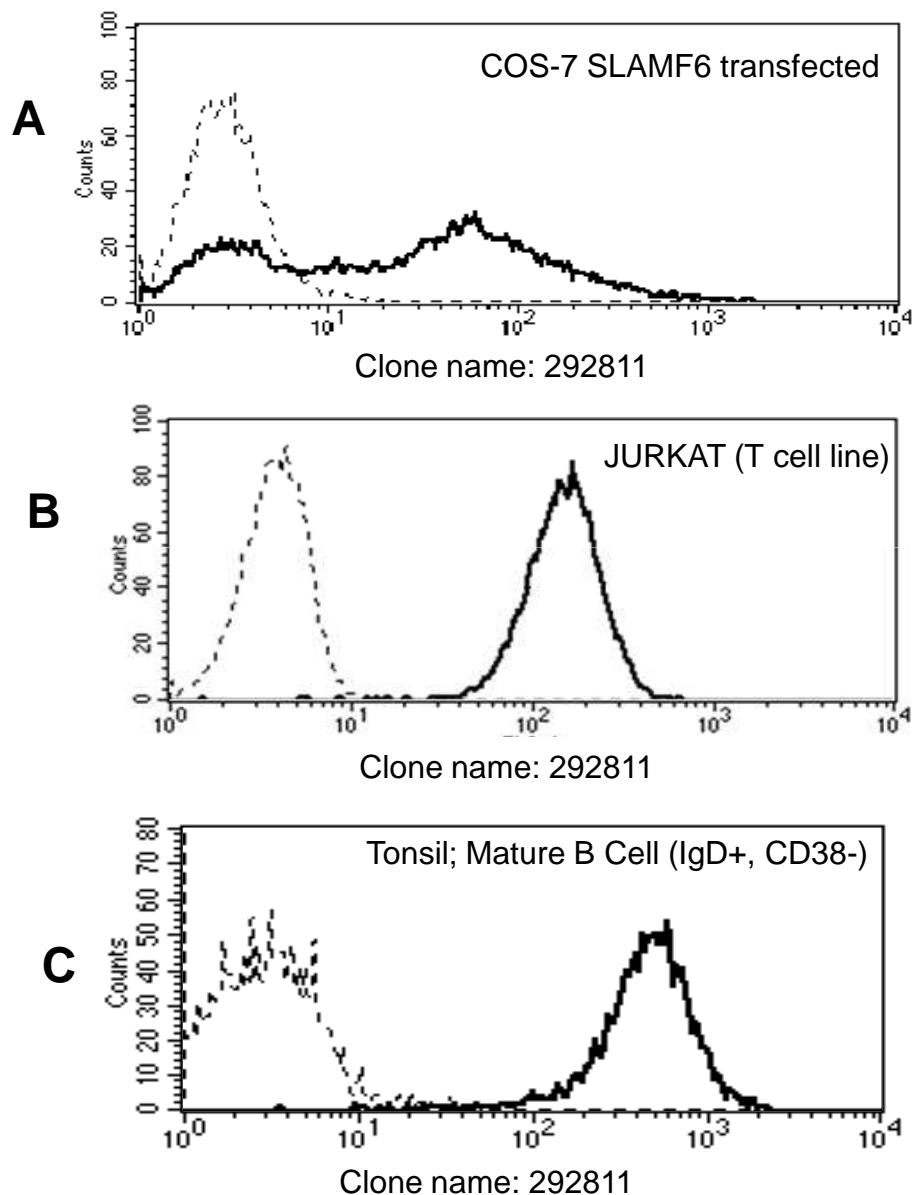 A
COS-7 SLAMF6 transfected
Counts
100
80
60
40
20
0
10^0 10^1 10^2 10^3 10^4
Clone name: 292811
B
JURKAT (T cell line)
Counts
100
80
60
40
20
0
10^0 10^1 10^2 10^3 10^4
Clone name: 292811
C
Tonsil; Mature B Cell (IgD+, CD38-)
Counts
80
70
60
50
40
30
20
10
0
10^0 10^1 10^2 10^3 10^4
Clone name: 292811